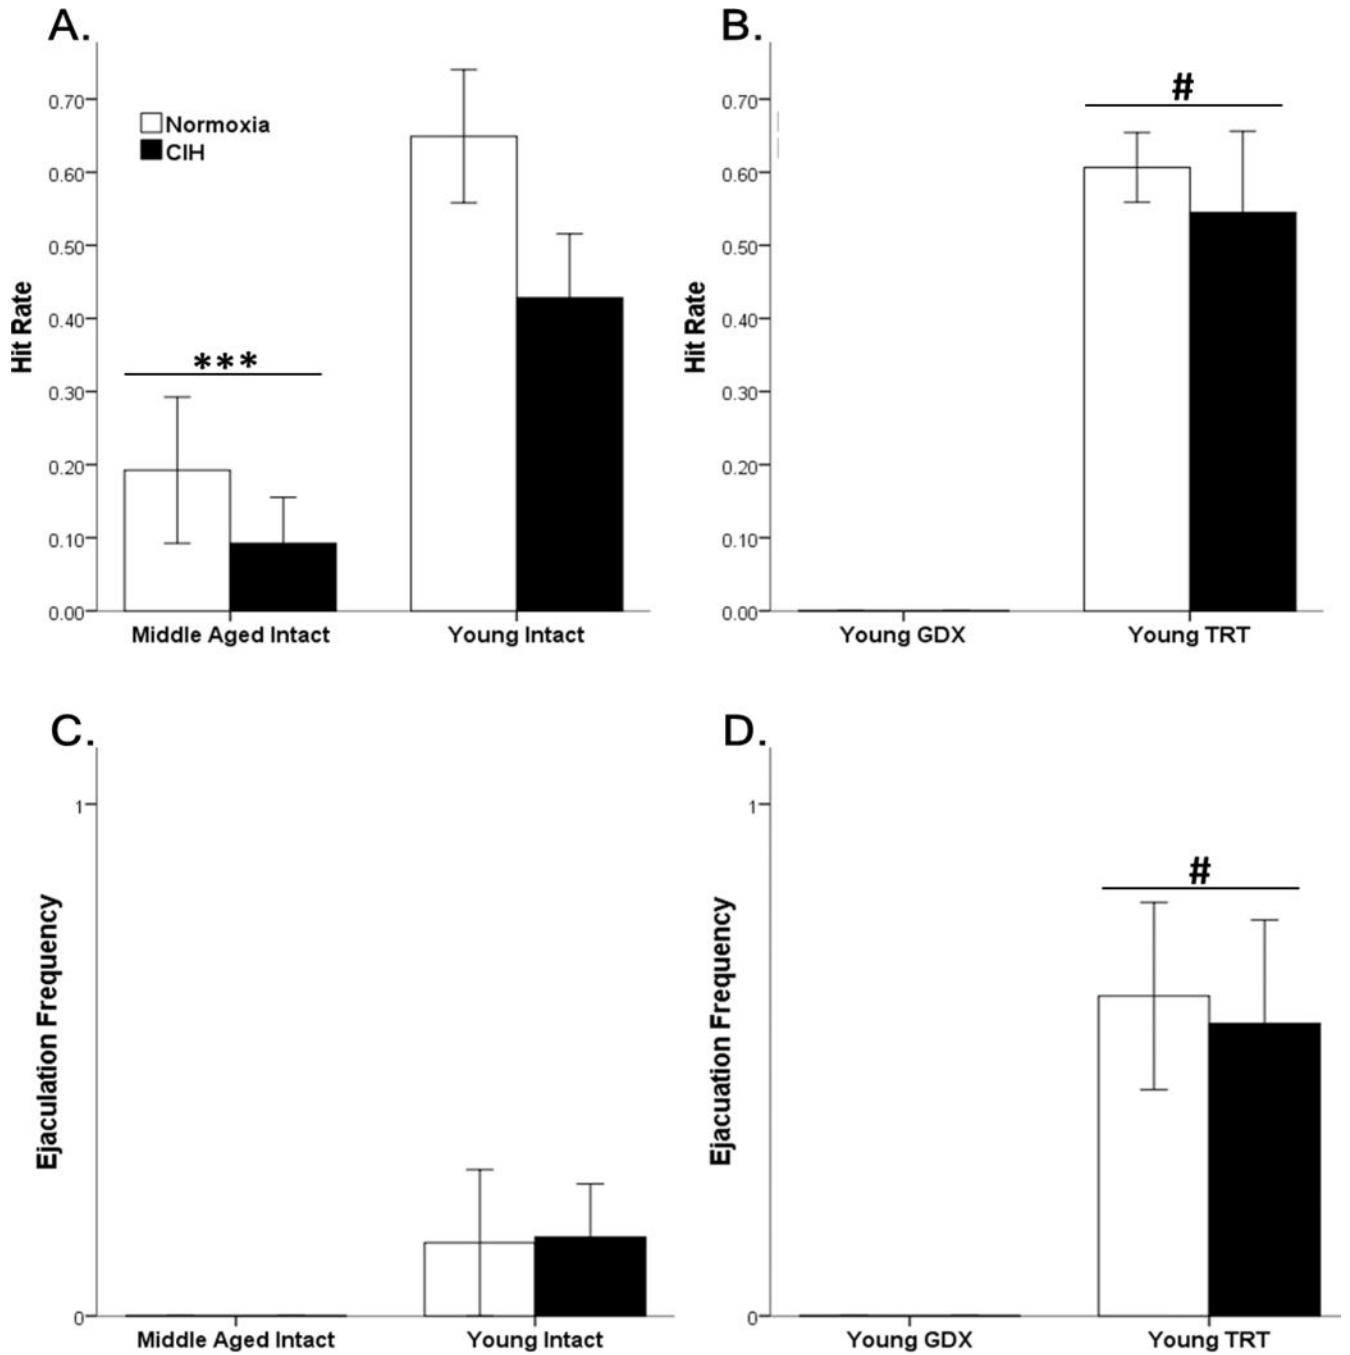 A.
0.70
0.60
0.50
0.40
0.30
0.20
0.10
0.00
Hit Rate
Normoxia
CIH
***
Middle Aged Intact
Young Intact
B.
0.70
0.60
0.50
0.40
0.30
0.20
0.10
0.00
Hit Rate
#
Young GDX
Young TRT
C.
1
0
Ejaculation Frequency
Middle Aged Intact
Young Intact
D.
1
0
Ejacuation Frequency
#
Young GDX
Young TRT